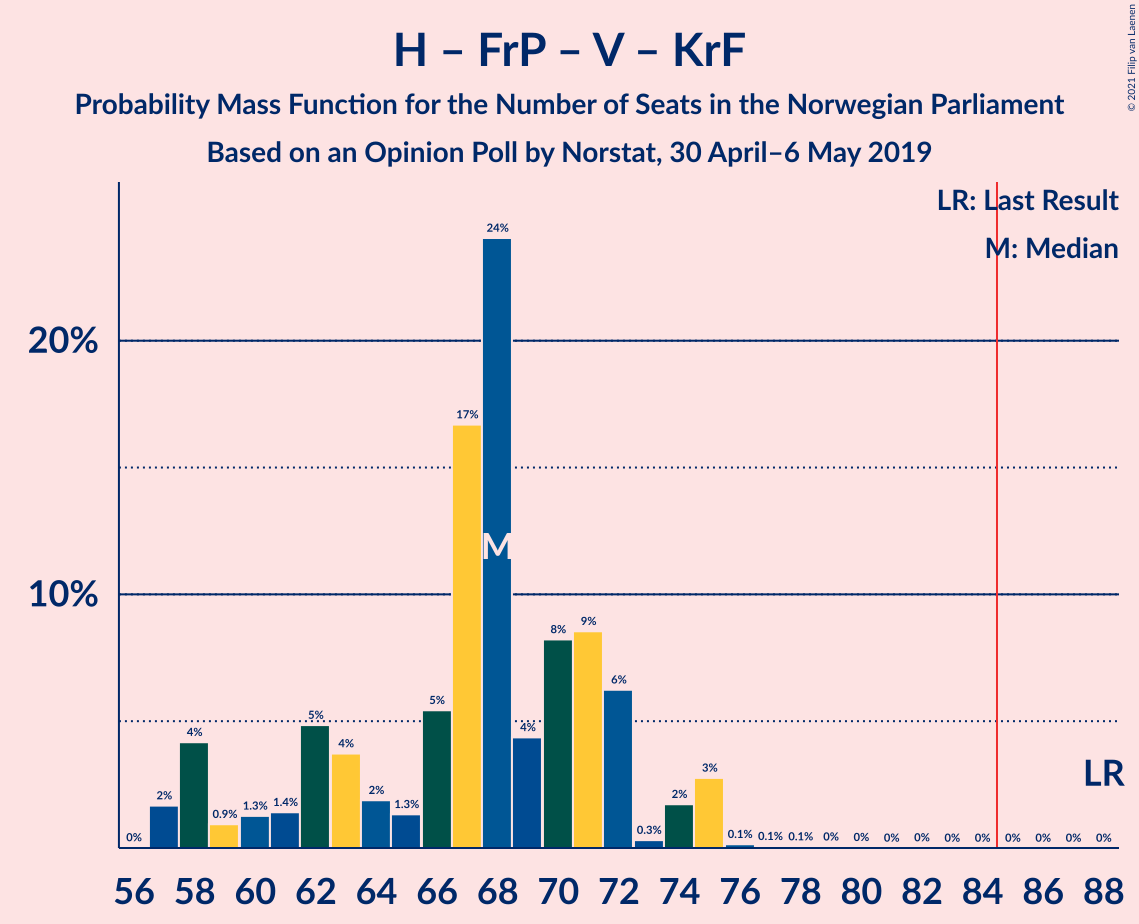 H – FrP – V – KrF
Probability Mass Function for the Number of Seats in the Norwegian Parliament
Based on an Opinion Poll by Norstat, 30 April–6 May 2019
© 2021 Filip van Laenen
LR: Last Result
M: Median
20%
10%
0% 2% 4% 0.9% 1.3% 1.4% 5% 4% 2% 1.3% 5% 17% 24% 4% 8% 9% 6% 0.3% 2% 3% 0.1% 0.1% 0.1% 0% 0% 0% 0% 0% 0% 0% 0% 0% 0%
M
LR
56 58 60 62 64 66 68 70 72 74 76 78 80 82 84 86 88